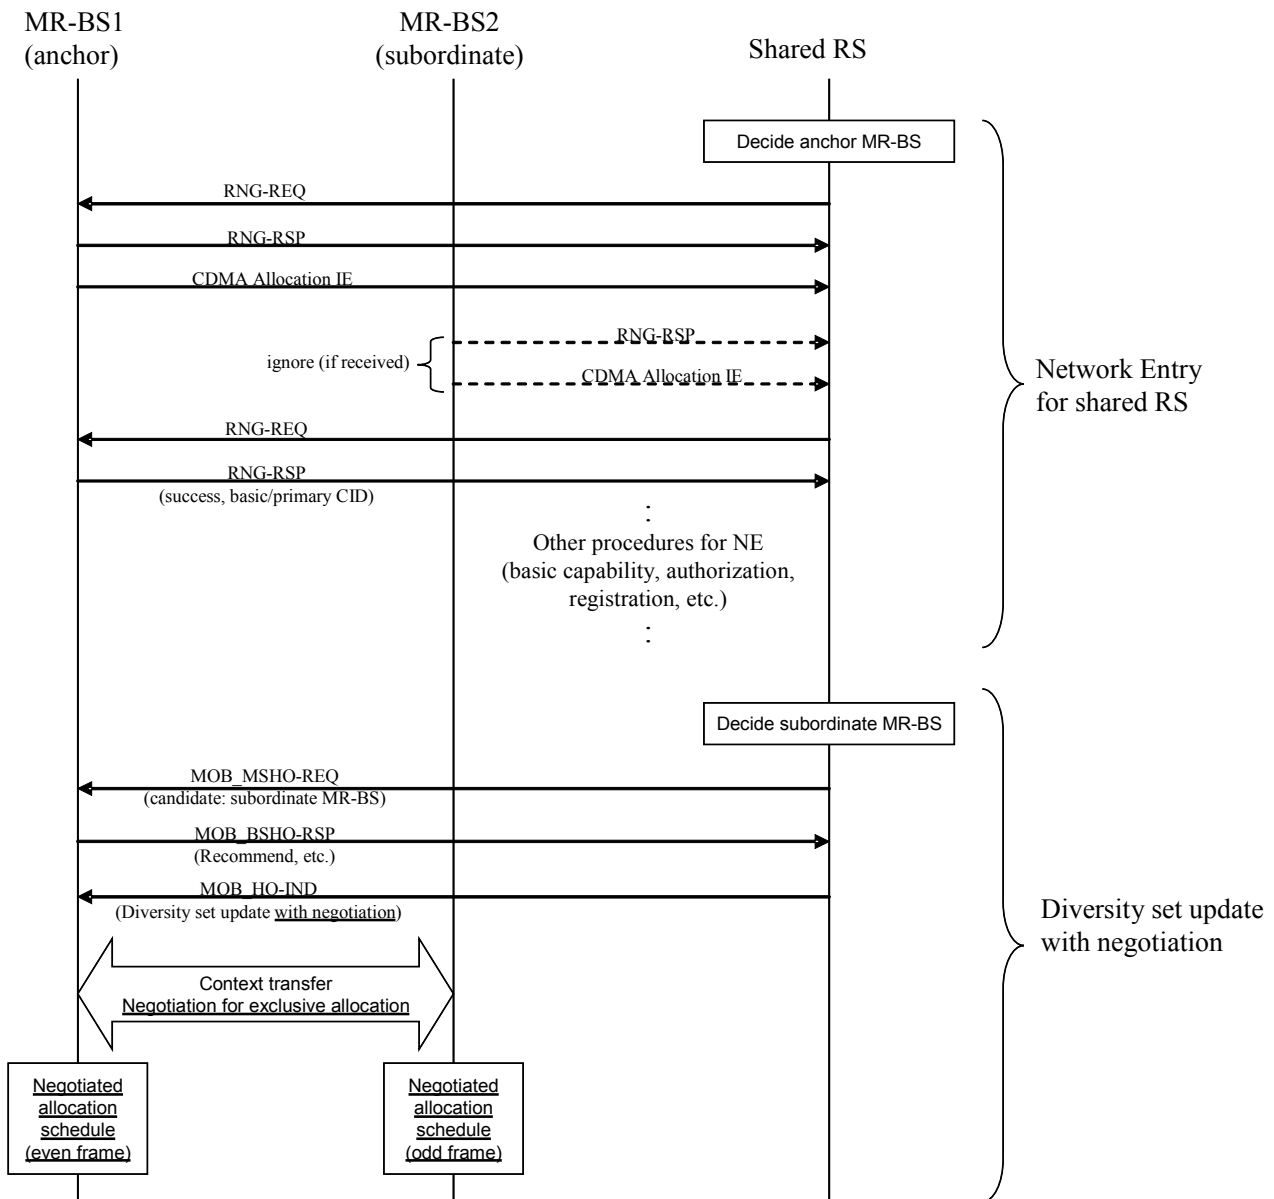 MR-BS1
(anchor)
MR-BS2
(subordinate)
Shared RS
Decide anchor MR-BS
RNG-REQ
RNG-RSP
CDMA Allocation IE
RNG-RSP
ignore (if received)
CDMA Allocation IE
Network Entry
for shared RS
RNG-REQ
RNG-RSP
(success, basic/primary CID)
:
Other procedures for NE
(basic capability, authorization,
registration, etc.)
:
Decide subordinate MR-BS
MOB_MSHO-REQ
(candidate: subordinate MR-BS)
MOB_BSHO-RSP
(Recommend, etc.)
MOB_HO-IND
(Diversity set update with negotiation)
Diversity set update
with negotiation
Context transfer
Negotiation for exclusive allocation
Negotiated
allocation
schedule
(even frame)
Negotiated
allocation
schedule
(odd frame)